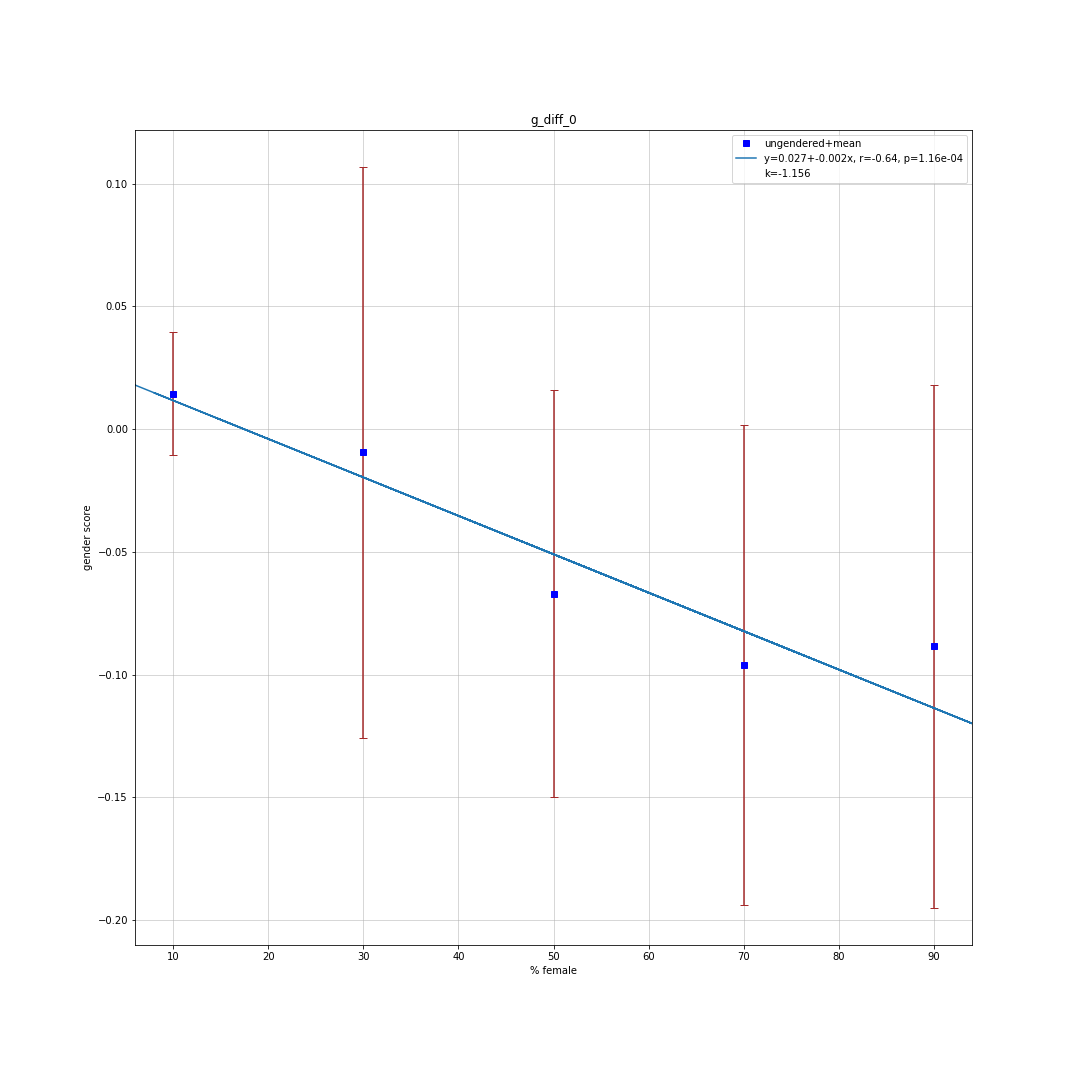 g_diff_0
ungendered+mean
y=0.027+-0.002x, r=-0.64, p=1.16e-04
k=-1.156
0.10
0.05
0.00
−0.05
−0.10
−0.15
−0.20
gender score
10 20 30 40 50 60 70 80 90
% female